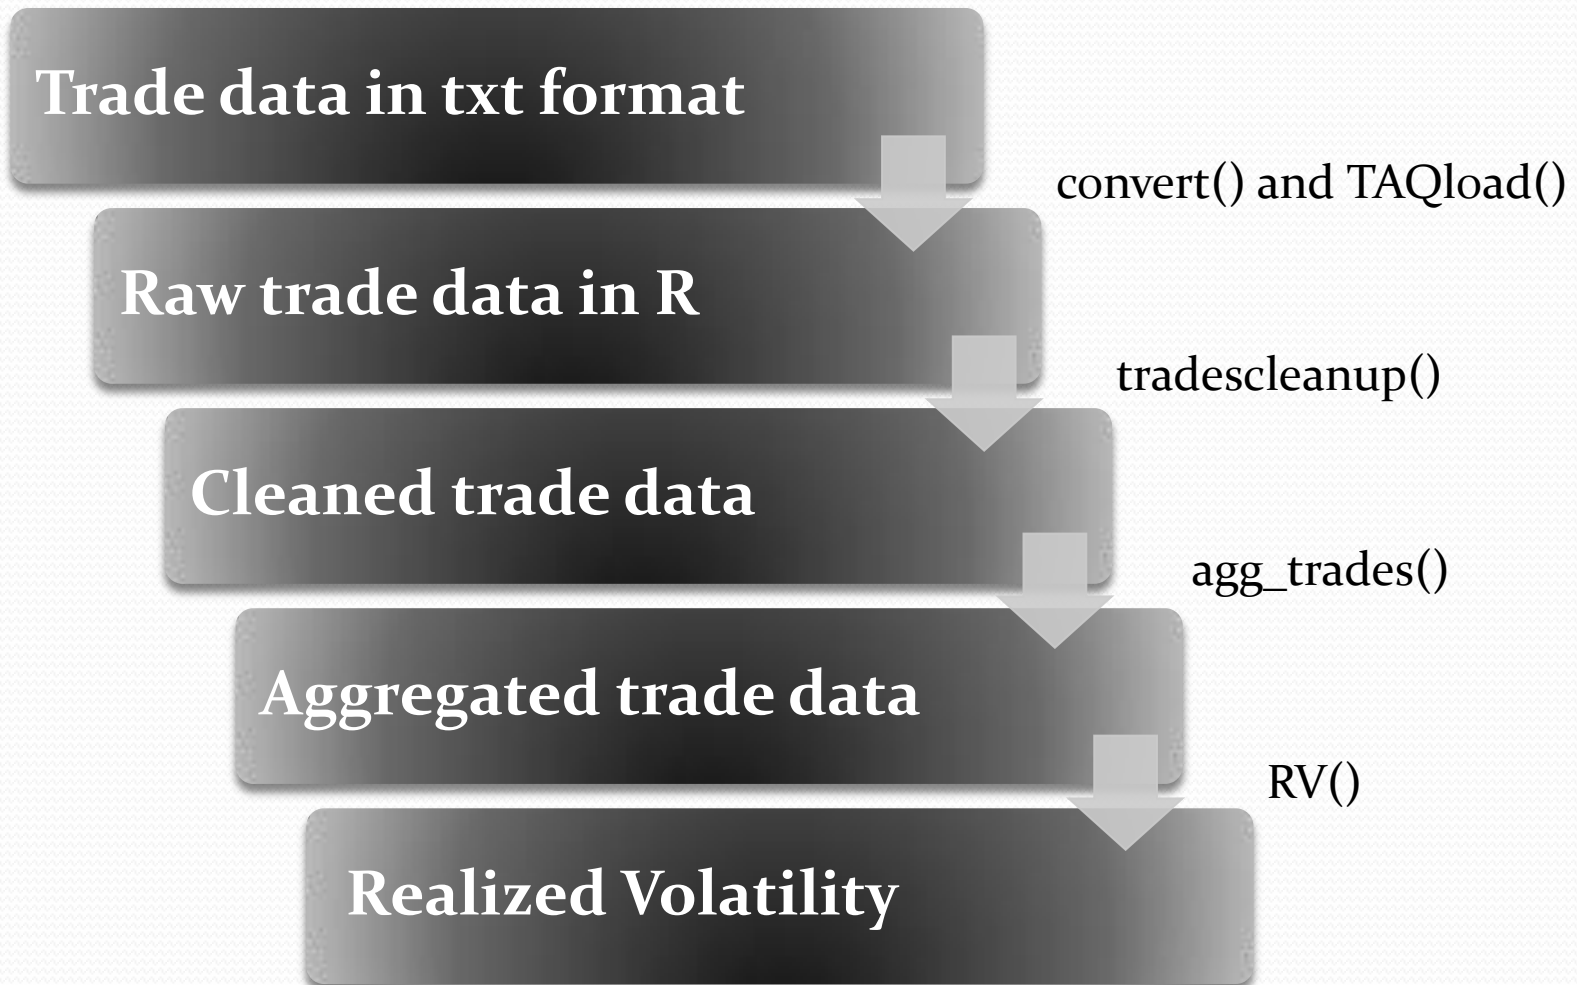 Trade data in txt format
convert() and TAQload()
Raw trade data in R
tradescleanup()
Cleaned trade data
agg_trades()
Aggregated trade data
RV()
Realized Volatility